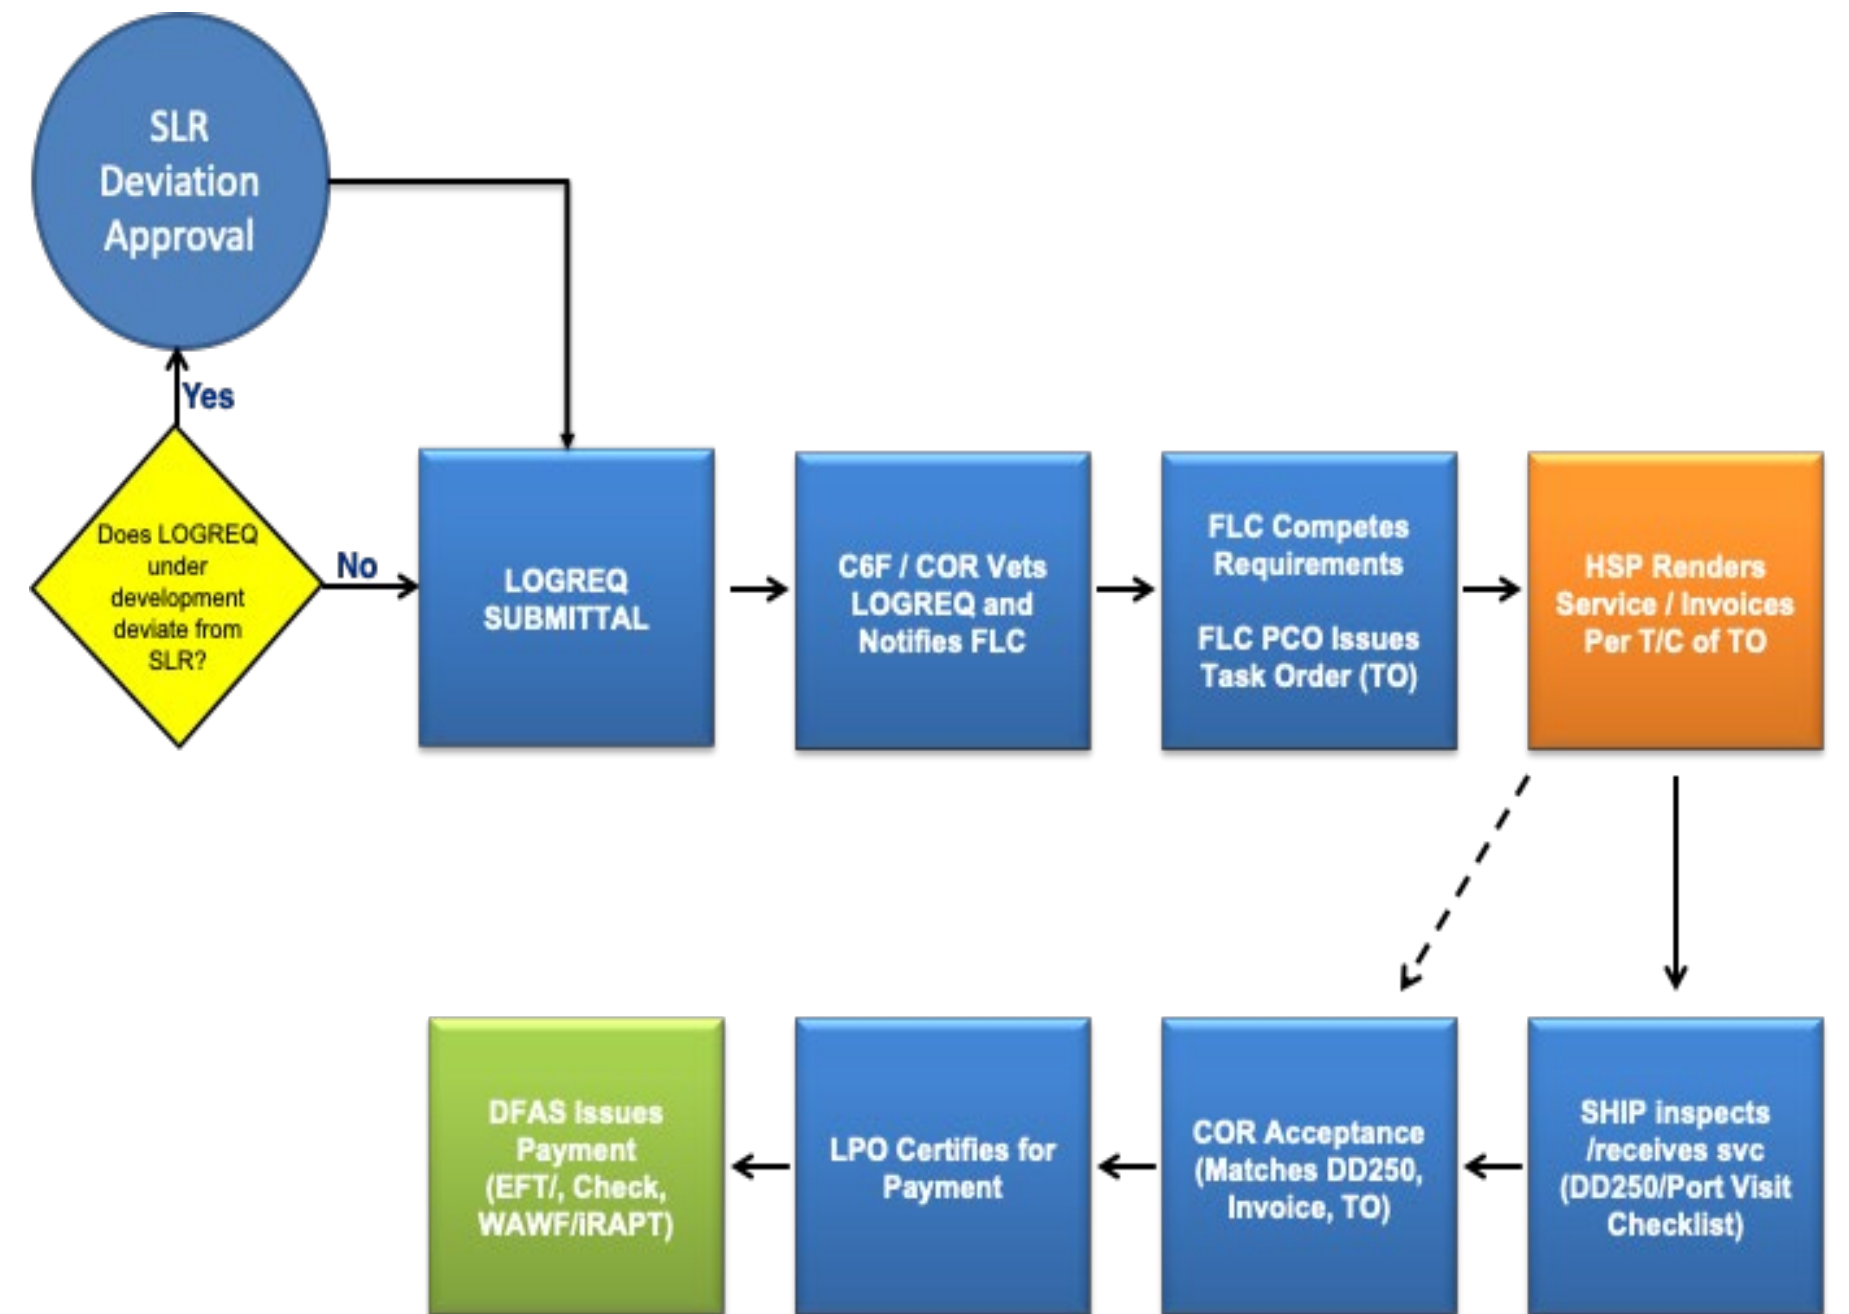 SLR
Deviation
Approval
Yes
Does LOGREQ
under
development
deviate from
SLR?
No
LOGREQ
SUBMITTAL
C6F / COR Vets
LOGREQ and
Notifies FLC
FLC Competes
Requirements
FLC PCO Issues
Task Order (TO)
HSP Renders
Service / Invoices
Per T/C of TO
DFAS Issues
Payment
(EFT/, Check,
WAWF/iRAPT)
LPO Certifies for
Payment
COR Acceptance
(Matches DD250,
Invoice, TO)
SHIP inspects
/receives svc
(DD250/Port Visit
Checklist)